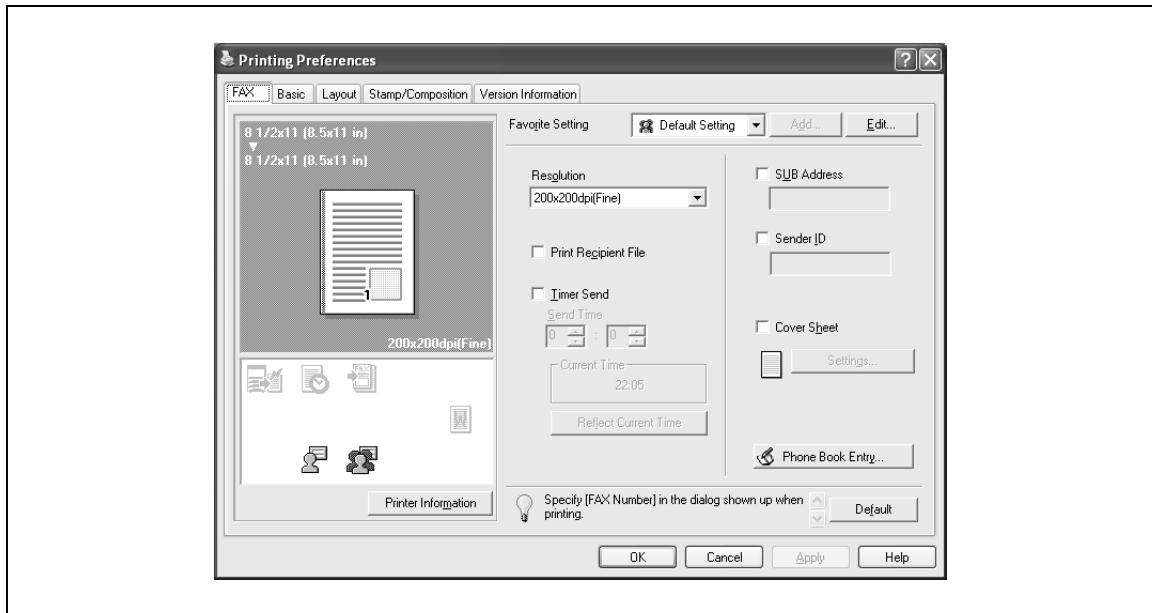 Printing Preferences
FAX Basic Layout Stamp/Composition Version Information
8 1/2x11 (8.5x11 in)
8 1/2x11 (8.5x11 in)
1
200x200dpi(Fine)
Printer Information
Favorite Setting Default Setting Add... Edit...
Resolution
200x200dpi(Fine)
Print Recipient File
Timer Send
Send Time
0 : 0
Current Time
22:05
Reflect Current Time
SUB Address
Sender ID
Cover Sheet
Settings...
Phone Book Entry...
Specify [FAX Number] in the dialog shown up when
printing.
Default
OK Cancel Apply Help